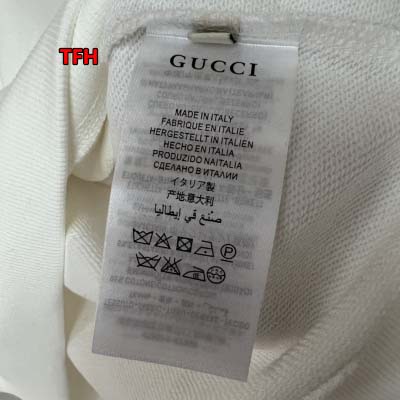 TFH
GUCCI
MADE IN ITALY
FABRIQUE EN ITALIE
HERGESTELLT IN ITALIEN
HECHO EN ITALIA
PRODUZIDO NAITALIA
СДЕЛАНО В ИТАЛИИ
イタリア製
产地意大利
صنع في إيطاليا